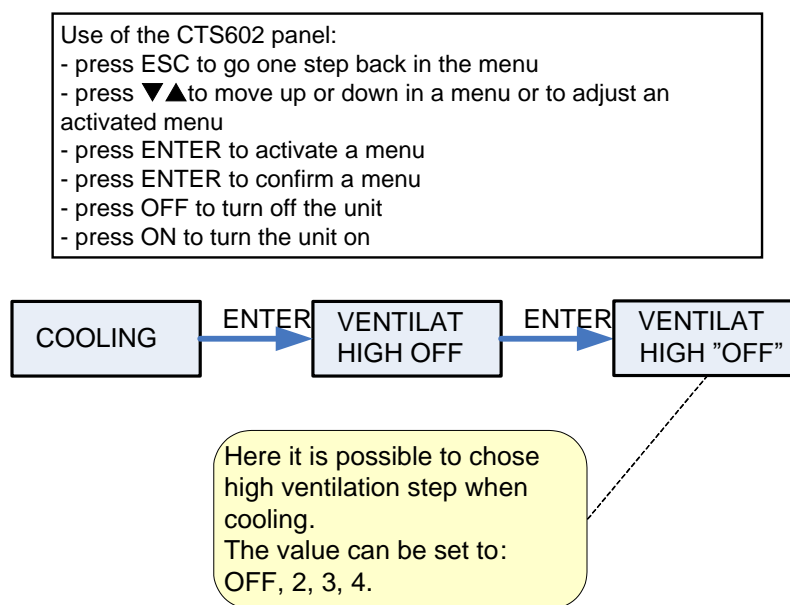 Use of the CTS602 panel:
- press ESC to go one step back in the menu
- press ▼▲to move up or down in a menu or to adjust an
activated menu
- press ENTER to activate a menu
- press ENTER to confirm a menu
- press OFF to turn off the unit
- press ON to turn the unit on
COOLING
ENTER
VENTILAT
HIGH OFF
ENTER
VENTILAT
HIGH ”OFF”
Here it is possible to chose
high ventilation step when
cooling.
The value can be set to:
OFF, 2, 3, 4.